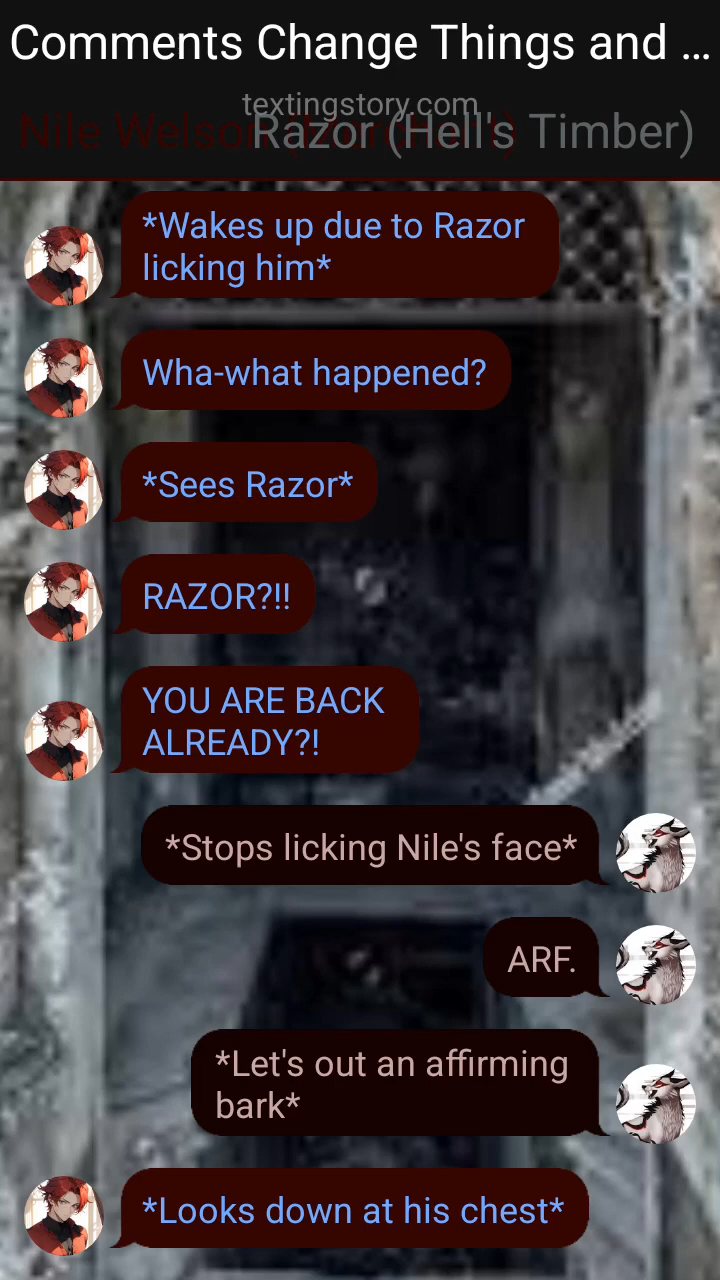 Comments Change Things and ...
textingstory.com
Nile Welson
Razor (Hell's Timber)
*Wakes up due to Razor
licking him*
Wha-what happened?
*Sees Razor*
RAZOR?!!
YOU ARE BACK
ALREADY?!
*Stops licking Nile's face*
ARF.
*Let's out an affirming
bark*
*Looks down at his chest*